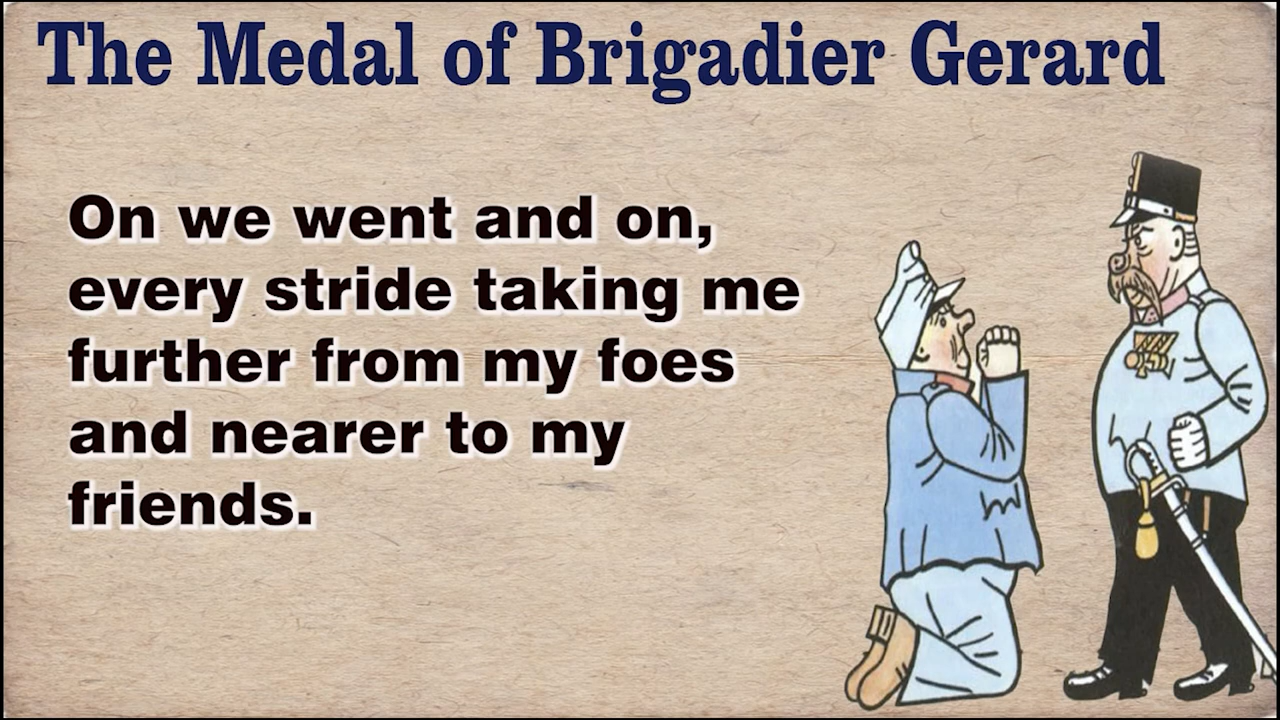 The Medal of Brigadier Gerard
On we went and on,
every stride taking me
further from my foes
and nearer to my
friends.